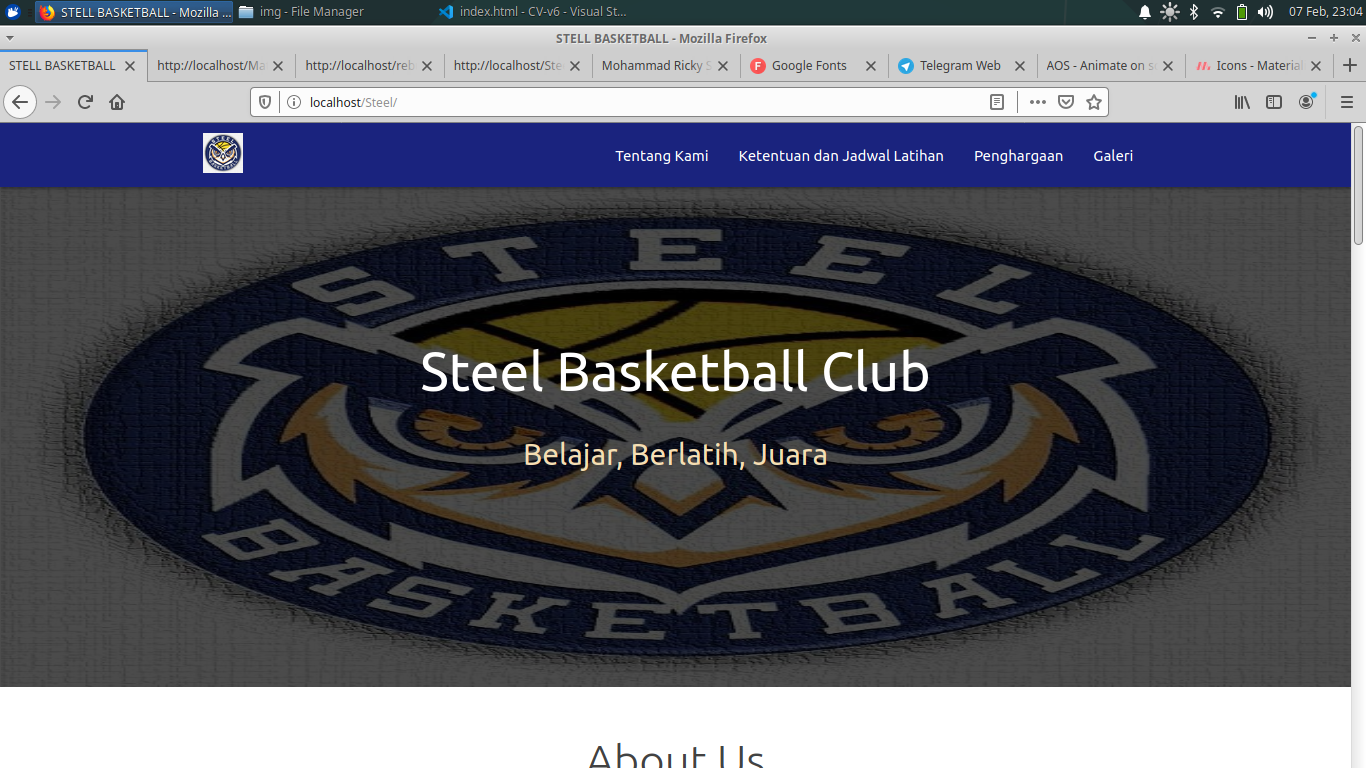 STELL BASKETBALL - Mozilla ...
img - File Manager
index.html - CV-v6 - Visual St...
07 Feb, 23:04
STELL BASKETBALL - Mozilla Firefox
STELL BASKETBALL
http://localhost/Ma
http://localhost/reb
http://localhost/Ste
Mohammad Ricky S
Google Fonts
Telegram Web
AOS - Animate on s
Icons - Material
localhost/Steel/
Tentang Kami
Ketentuan dan Jadwal Latihan
Penghargaan
Galeri
STEEL
Steel Basketball Club
Belajar, Berlatih, Juara
BASKETBALL
About Us